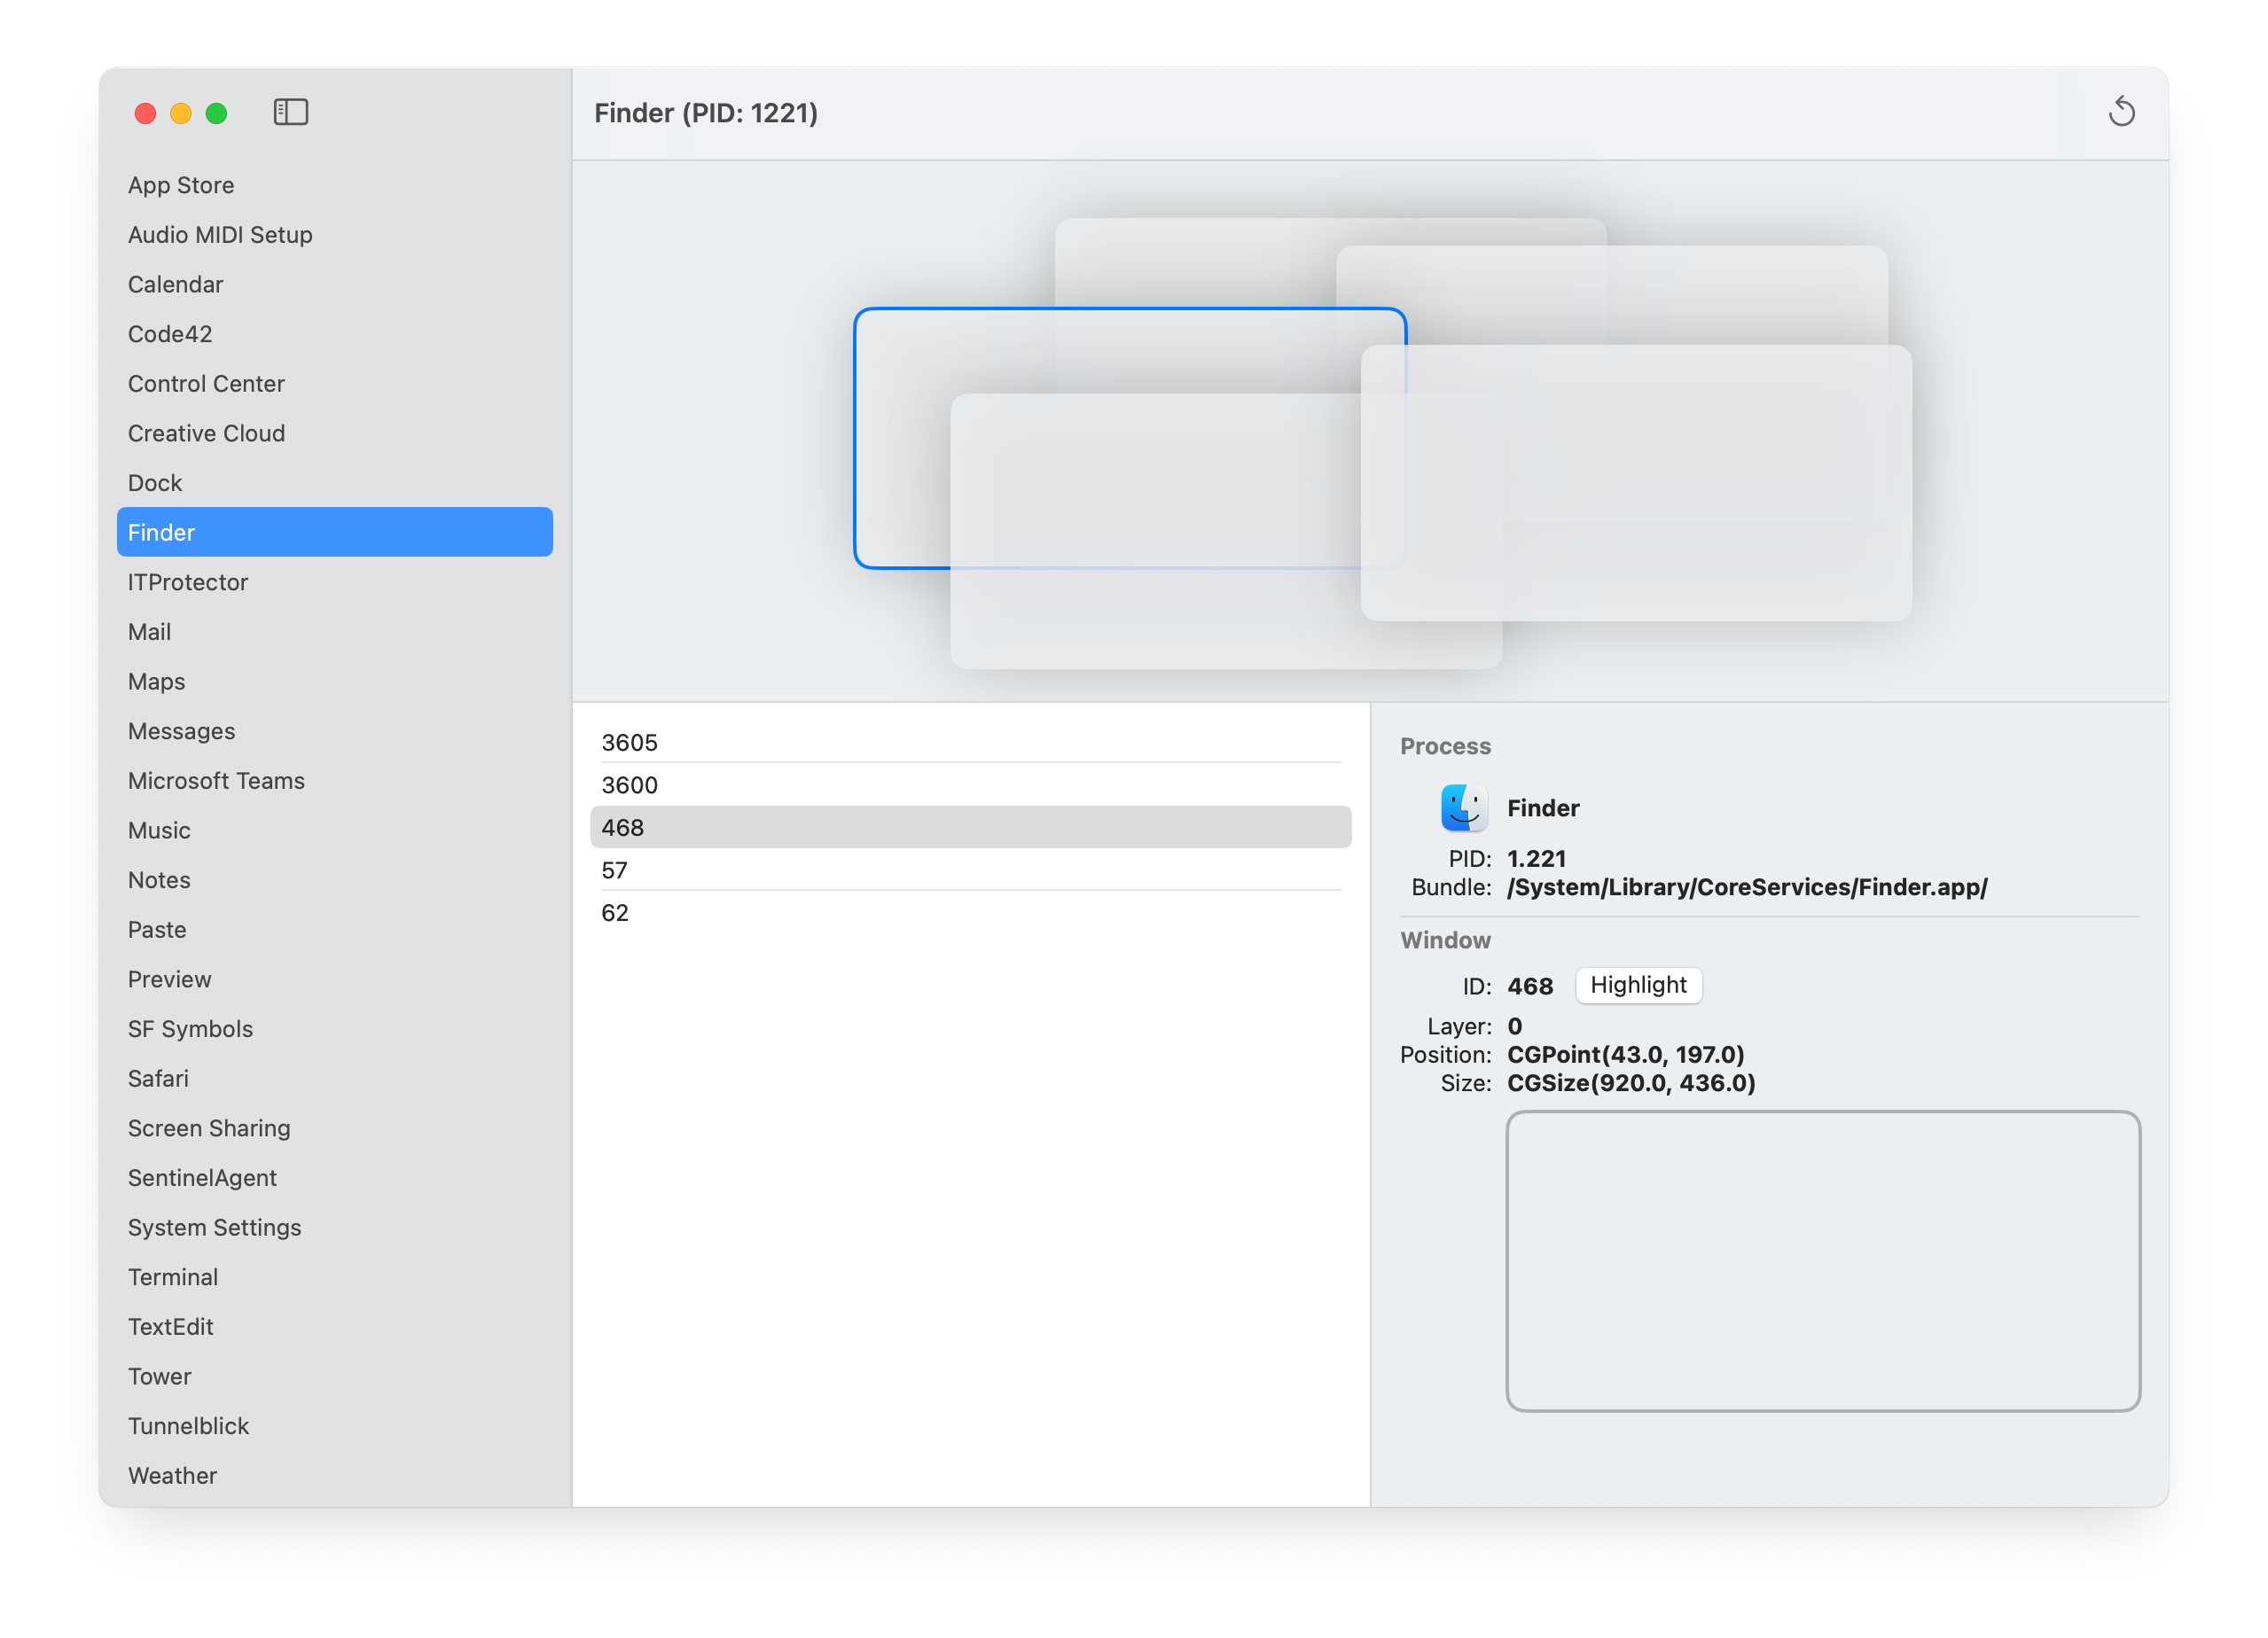 Finder (PID: 1221)
App Store
Audio MIDI Setup
Calendar
Code42
Control Center
Creative Cloud
Dock
Finder
ITProtector
Mail
Maps
Messages
Microsoft Teams
Music
Notes
Paste
Preview
SF Symbols
Safari
Screen Sharing
SentinelAgent
System Settings
Terminal
TextEdit
Tower
Tunnelblick
Weather
3605
3600
468
57
62
Process
Finder
PID: 1.221
Bundle: /System/Library/CoreServices/Finder.app/
Window
ID: 468 Highlight
Layer: 0
Position: CGPoint(43.0, 197.0)
Size: CGSize(920.0, 436.0)